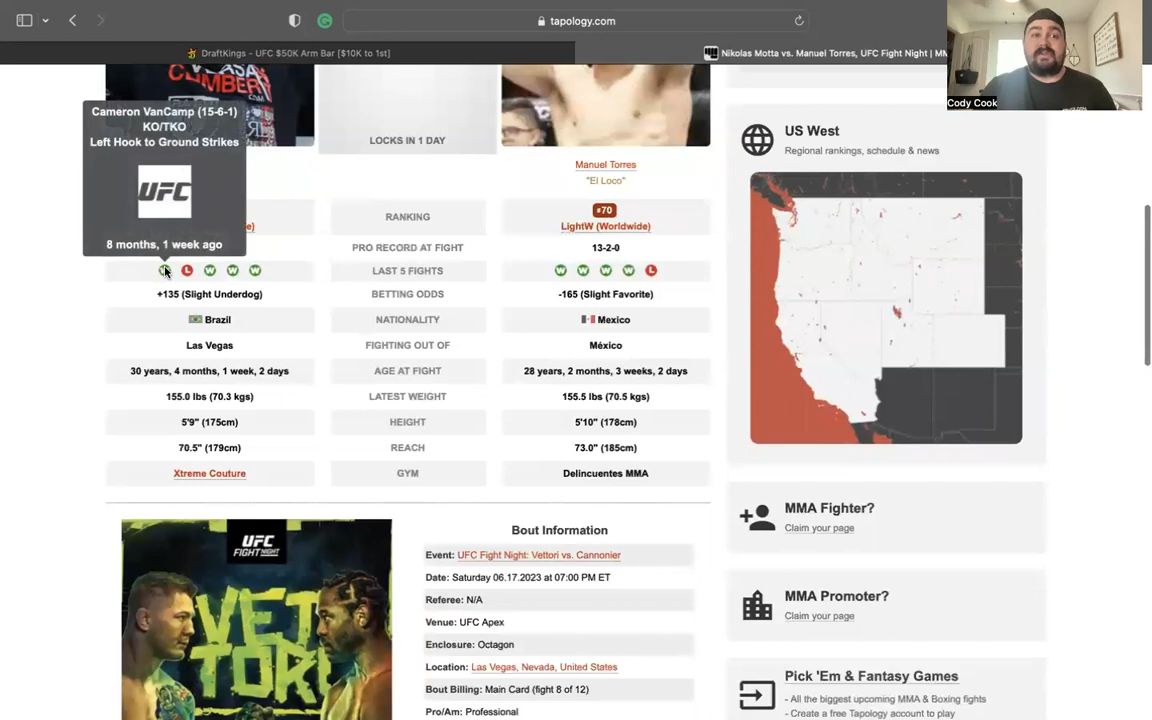 tapology.com
DraftKings - UFC $50K Arm Bar [$10K to 1st]
Nikolas Motta vs. Manuel Torres, UFC Fight Night | MM
Cody Cook
CLIMBER
LOCKS IN 1 DAY
Cameron VanCamp (15-6-1)
KO/TKO
Left Hook to Ground Strikes
UFC
8 months, 1 week ago
Manuel Torres
"El Loco"
RANKING
#70
e)
LightW (Worldwide)
PRO RECORD AT FIGHT
13-2-0
W L W W W
LAST 5 FIGHTS
W W W W L
+135 (Slight Underdog)
BETTING ODDS
-165 (Slight Favorite)
Brazil
NATIONALITY
Mexico
Las Vegas
FIGHTING OUT OF
México
30 years, 4 months, 1 week, 2 days
AGE AT FIGHT
28 years, 2 months, 3 weeks, 2 days
155.0 lbs (70.3 kgs)
LATEST WEIGHT
155.5 lbs (70.5 kgs)
5'9" (175cm)
HEIGHT
5'10" (178cm)
70.5" (179cm)
REACH
73.0" (185cm)
Xtreme Couture
GYM
Delincuentes MMA
UFC
FIGHT NIGHT
VETTORI
Bout Information
Event: UFC Fight Night: Vettori vs. Cannonier
Date: Saturday 06.17.2023 at 07:00 PM ET
Referee: N/A
Venue: UFC Apex
Enclosure: Octagon
Location: Las Vegas, Nevada, United States
Bout Billing: Main Card (fight 8 of 12)
Pro/Am: Professional
US West
Regional rankings, schedule & news
MMA Fighter?
Claim your page
MMA Promoter?
Claim your page
Pick 'Em & Fantasy Games
- All the biggest upcoming MMA & Boxing fights
- Create a free Tapology account to play